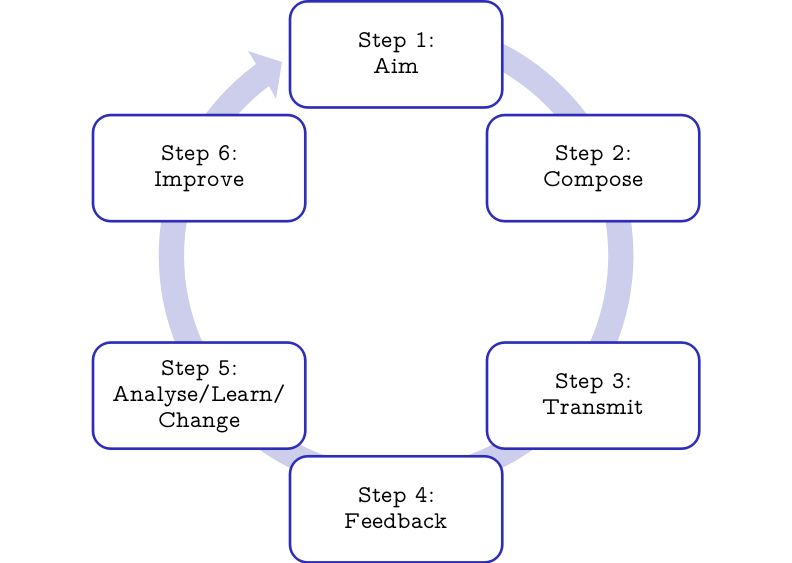 Step 1:
Aim
Step 2:
Compose
Step 3:
Transmit
Step 4:
Feedback
Step 5:
Analyse/Learn/
Change
Step 6:
Improve